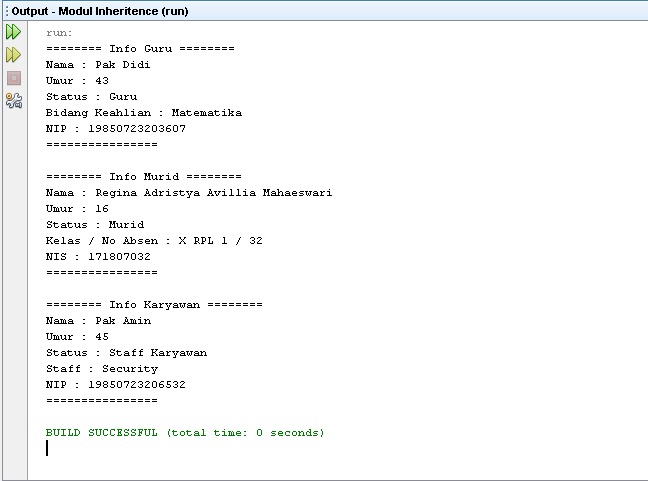 Output - Modul Inheritence (run)
run:
======== Info Guru ========
Nama : Pak Didi
Umur : 43
Status : Guru
Bidang Keahlian : Matematika
NIP : 19850723203607
================
======== Info Murid ========
Nama : Regina Adristya Avillia Mahaeswari
Umur : 16
Status : Murid
Kelas / No Absen : X RPL 1 / 32
NIS : 171807032
================
======== Info Karyawan ========
Nama : Pak Amin
Umur : 45
Status : Staff Karyawan
Staff : Security
NIP : 19850723206532
================
BUILD SUCCESSFUL (total time: 0 seconds)